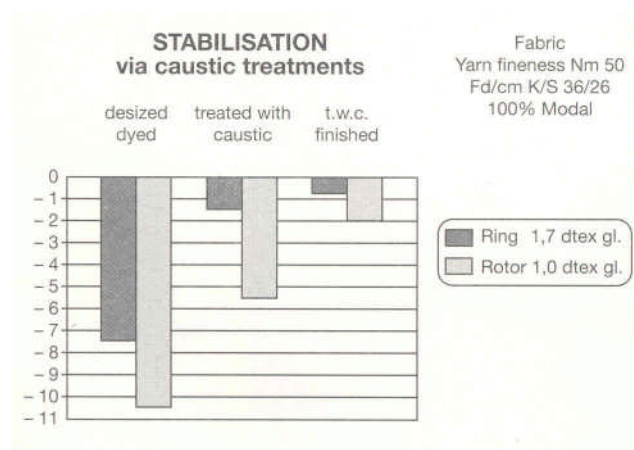 STABILISATION
via caustic treatments
Fabric
Yarn fineness Nm 50
Fd/cm K/S 36/26
100% Modal
desized
dyed
treated with
caustic
t.w.c.
finished
0
– 1
– 2
– 3
– 4
– 5
– 6
– 7
– 8
– 9
– 10
– 11
Ring 1,7 dtex gl.
Rotor 1,0 dtex gl.